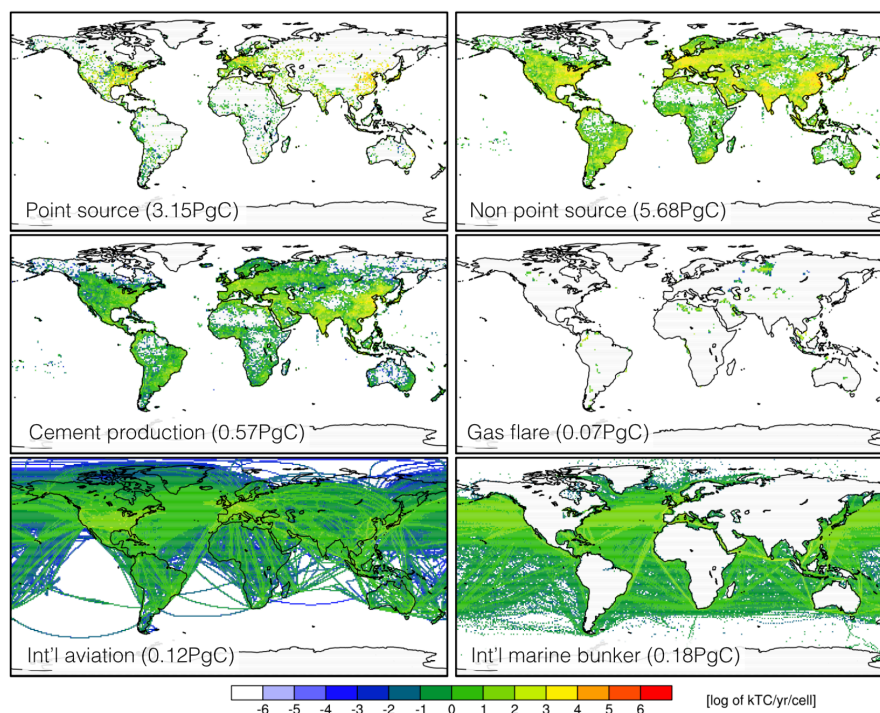 Point source (3.15PgC)
Non point source (5.68PgC)
Cement production (0.57PgC)
Gas flare (0.07PgC)
Int'l aviation (0.12PgC)
Int'l marine bunker (0.18PgC)
-6 -5 -4 -3 -2 -1 0 1 2 3 4 5 6
[log of kTC/yr/cell]